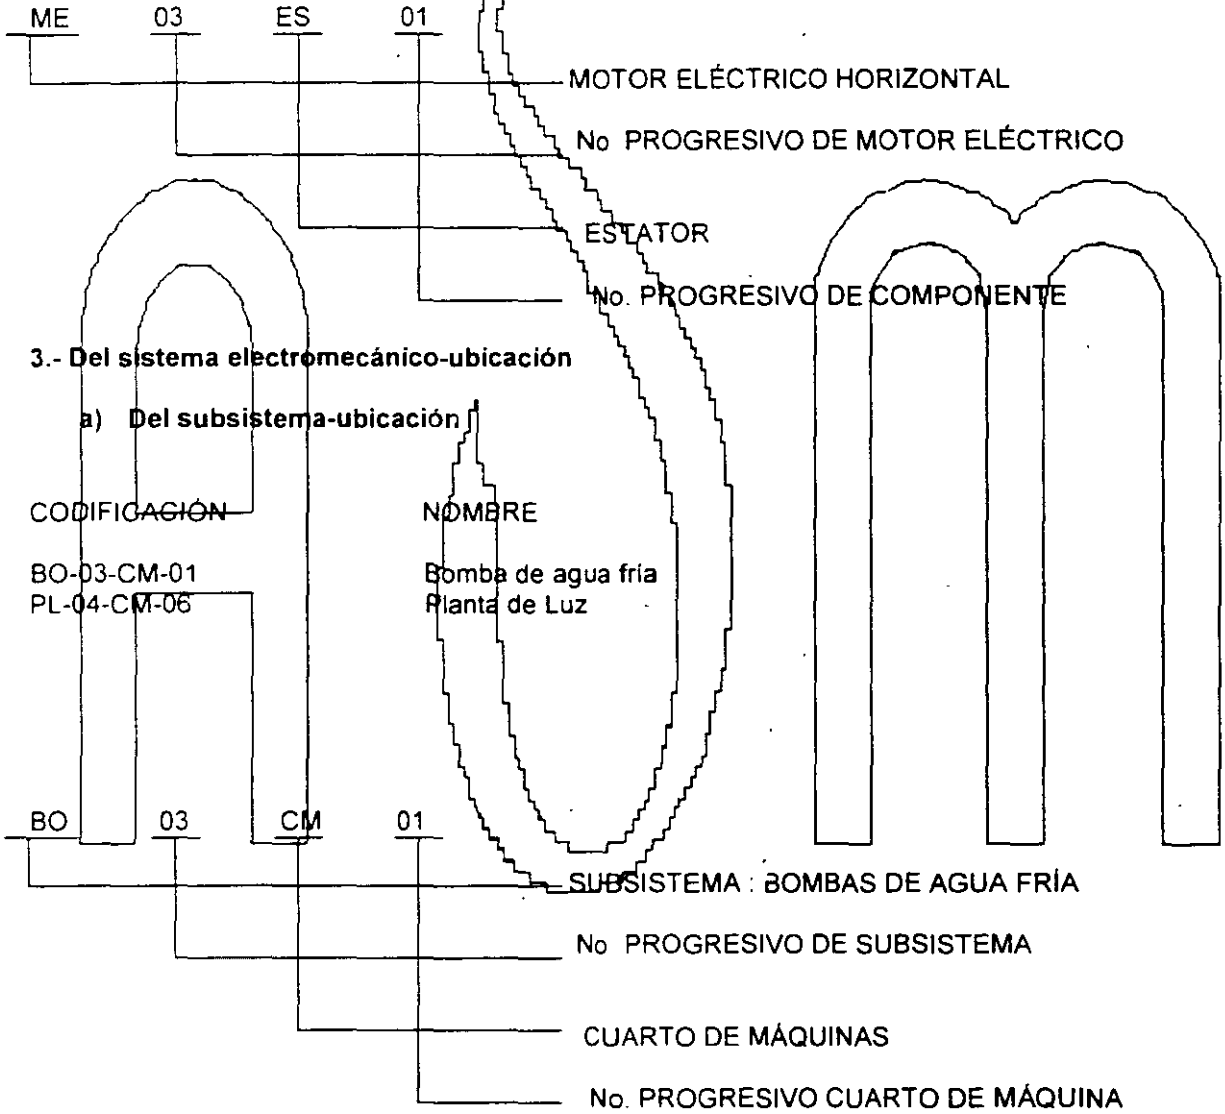 ME 03 ES 01
MOTOR ELÉCTRICO HORIZONTAL
No PROGRESIVO DE MOTOR ELÉCTRICO
ESTATOR
No. PROGRESIVO DE COMPONENTE
3.- Del sistema electromecánico-ubicación
a) Del subsistema-ubicación
CODIFICACIÓN NOMBRE
BO-03-CM-01 Bomba de agua fría
PL-04-CM-06 Planta de Luz
BO 03 CM 01
SUBSISTEMA : BOMBAS DE AGUA FRÍA
No PROGRESIVO DE SUBSISTEMA
CUARTO DE MÁQUINAS
No. PROGRESIVO CUARTO DE MÁQUINA